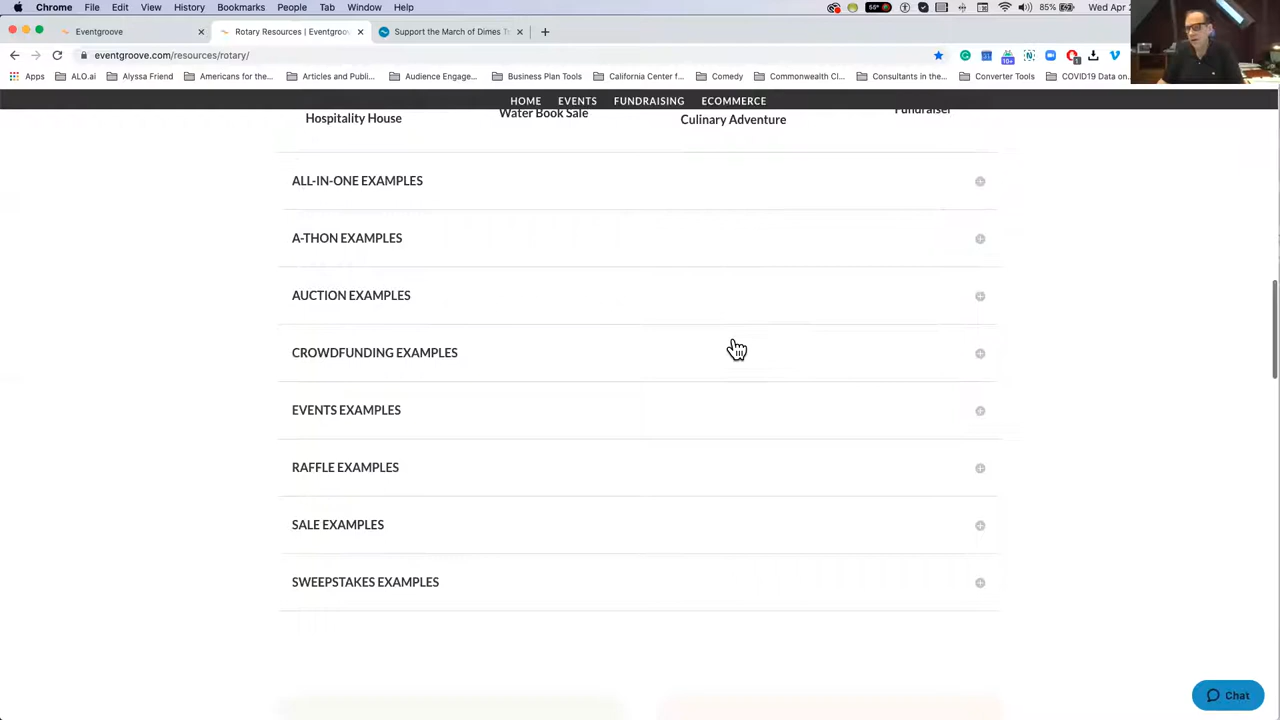 Chrome File Edit View History Bookmarks People Tab Window Help 55° 85% Wed Apr 2
Eventgroove Rotary Resources | Eventgroov Support the March of Dimes Tr
eventgroove.com/resources/rotary/
Apps ALO.ai Alyssa Friend Americans for the... Articles and Publi... Audience Engage... Business Plan Tools California Center f... Comedy Commonwealth Cl... Consultants in the... Converter Tools COVID19 Data on
HOME EVENTS FUNDRAISING ECOMMERCE
Hospitality House Water Book Sale Culinary Adventure Fundraiser
ALL-IN-ONE EXAMPLES
A-THON EXAMPLES
AUCTION EXAMPLES
CROWDFUNDING EXAMPLES
EVENTS EXAMPLES
RAFFLE EXAMPLES
SALE EXAMPLES
SWEEPSTAKES EXAMPLES
Chat